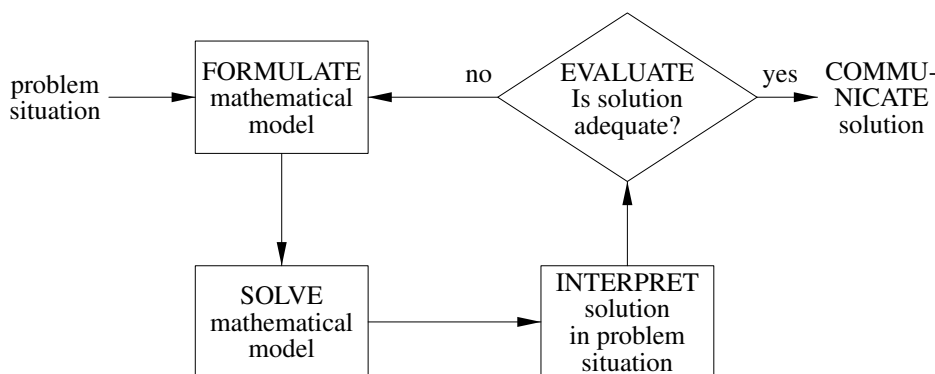 problem
situation
FORMULATE
mathematical
model
no
EVALUATE
Is solution
adequate?
yes
COMMU-
NICATE
solution
SOLVE
mathematical
model
INTERPRET
solution
in problem
situation